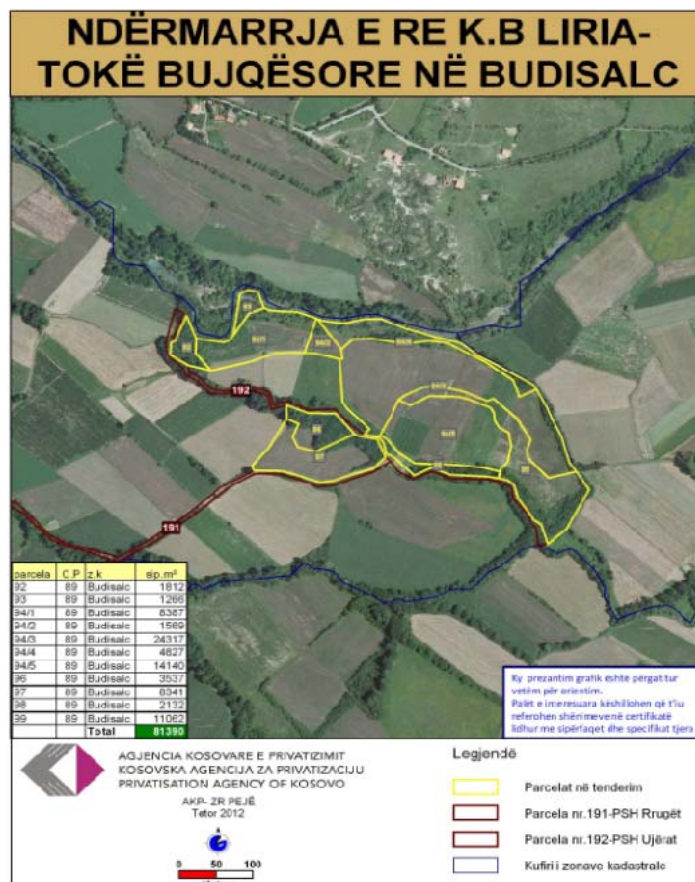 NDËRMARRJA E RE K.B LIRIA-
TOKË BUJQËSORE NË BUDISALC
192
191
parcela C.P z.k sip.m²
92 89 Budisalc 1812
93 89 Budisalc 1266
94/1 89 Budisalc 8387
94/2 89 Budisalc 1569
94/3 89 Budisalc 24317
94/4 89 Budisalc 4827
94/5 89 Budisalc 14140
96 89 Budisalc 3537
97 89 Budisalc 8341
98 89 Budisalc 2132
99 89 Budisalc 11062
Total 81390
Ky prezantim grafik është përgatitur
vetëm për orientim.
Palët e interesuara këshillohen që t'iu
referohen shënimevenë certifikatë
lidhur me sipërfaqet dhe specifikat tjera
AGJENCIA KOSOVARE E PRIVATIZIMIT
KOSOVSKA AGENCIJA ZA PRIVATIZACIJU
PRIVATISATION AGENCY OF KOSOVO
AKP- ZR PEJË
Tetor 2012
0 50 100
Legjendë
Parcelat në tenderim
Parcela nr.191-PSH Rrugët
Parcela nr.192-PSH Ujërat
Kufiri i zonave kadastrale